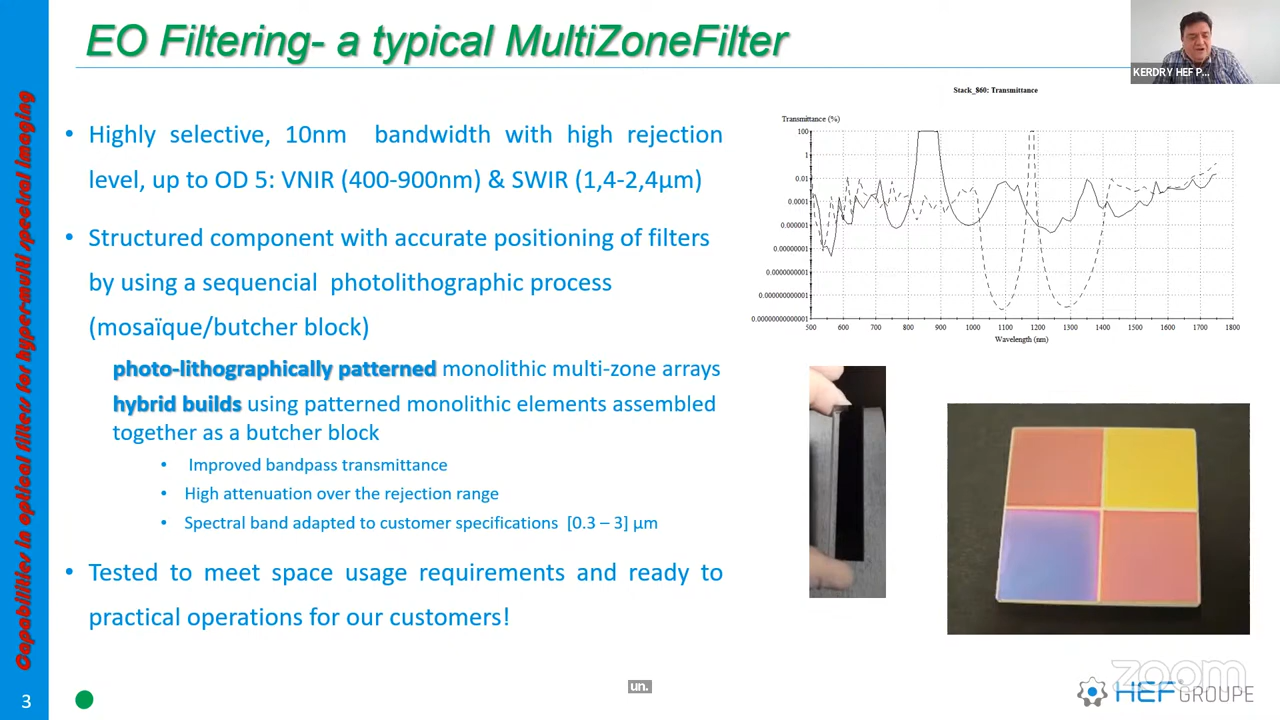 EO Filtering- a typical MultiZoneFilter
KERDRY HEF P...
Capabilities in optical filters for hyper-multi spectral imaging
• Highly selective, 10nm bandwidth with high rejection
level, up to OD 5: VNIR (400-900nm) & SWIR (1,4-2,4µm)
• Structured component with accurate positioning of filters
by using a sequencial photolithographic process
(mosaïque/butcher block)
photo-lithographically patterned monolithic multi-zone arrays
hybrid builds using patterned monolithic elements assembled
together as a butcher block
• Improved bandpass transmittance
• High attenuation over the rejection range
• Spectral band adapted to customer specifications [0.3 – 3] µm
• Tested to meet space usage requirements and ready to
practical operations for our customers!
Stack_860: Transmittance
Transmittance (%)
100
1
0.01
0.0001
0.000001
0.00000001
0.0000000001
0.000000000001
0.00000000000001
500 600 700 800 900 1000 1100 1200 1300 1400 1500 1600 1700 1800
Wavelength (nm)
un.
zoom
HEF GROUPE
3